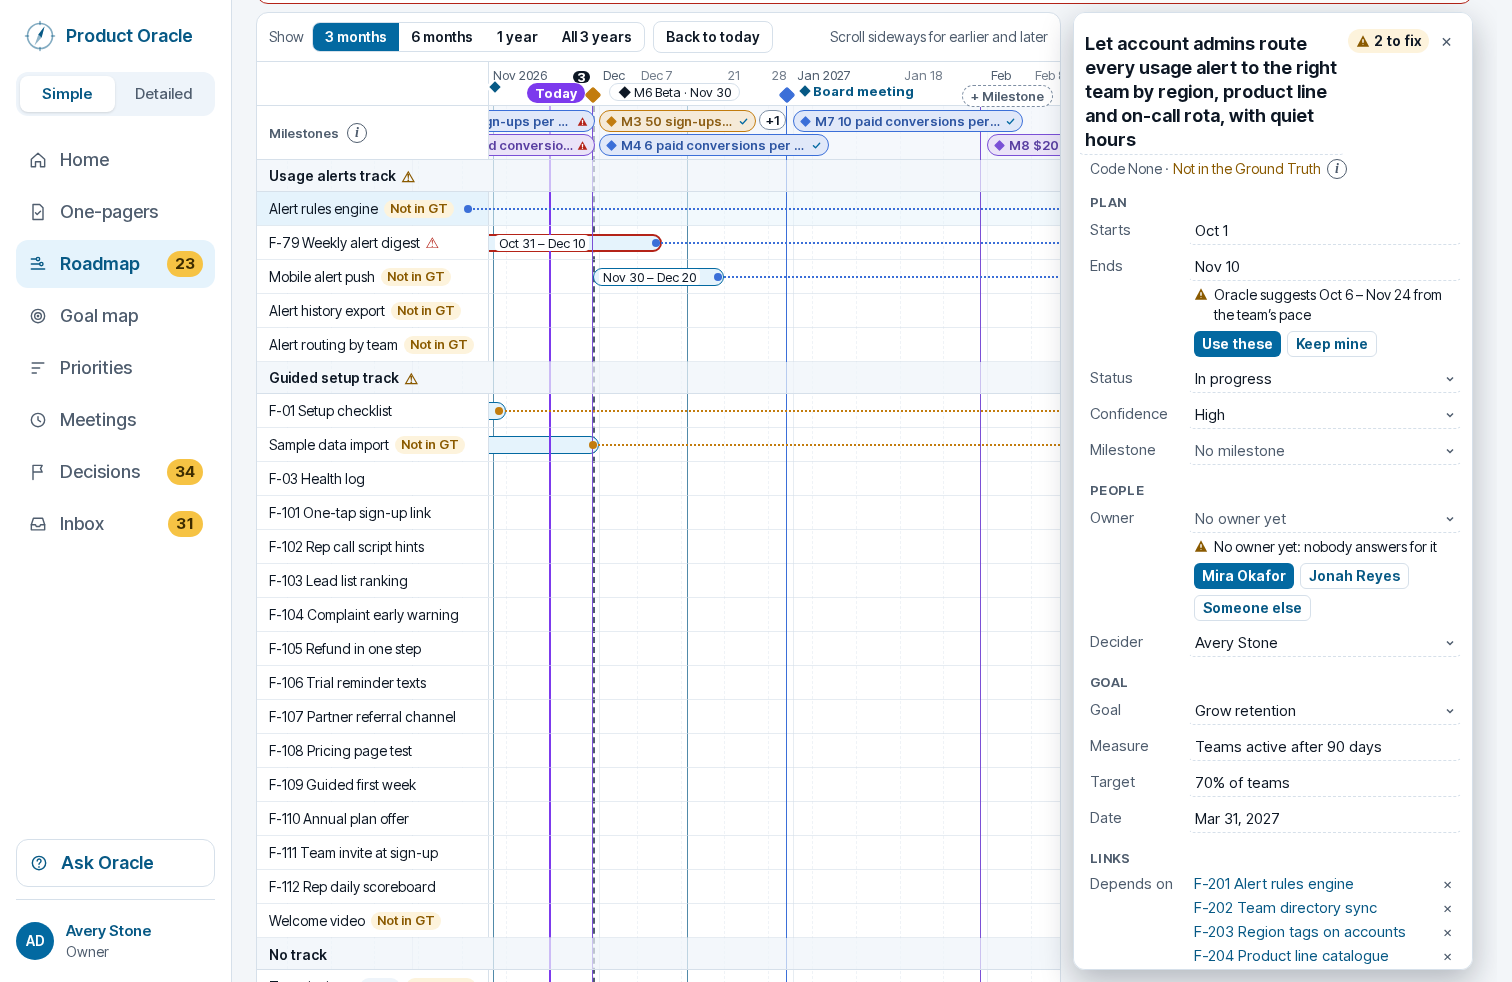 Product Oracle
Simple
Detailed
Home
One-pagers
Roadmap 23
Goal map
Priorities
Meetings
Decisions 34
Inbox 31
Ask Oracle
AD
Avery Stone
Owner
Show
3 months
6 months
1 year
All 3 years
Back to today
Scroll sideways for earlier and later
Nov 2026
3
Dec
Dec 7
21
28
Jan 2027
Jan 18
Feb
Feb
Today
M6 Beta · Nov 30
Board meeting
+ Milestone
Milestones i
gn-ups per ...
M3 50 sign-ups...
+1
M7 10 paid conversions per...
d conversio...
M4 6 paid conversions per ...
M8 $20
Usage alerts track
Alert rules engine Not in GT
F-79 Weekly alert digest
Oct 31 – Dec 10
Mobile alert push Not in GT
Nov 30 – Dec 20
Alert history export Not in GT
Alert routing by team Not in GT
Guided setup track
F-01 Setup checklist
Sample data import Not in GT
F-03 Health log
F-101 One-tap sign-up link
F-102 Rep call script hints
F-103 Lead list ranking
F-104 Complaint early warning
F-105 Refund in one step
F-106 Trial reminder texts
F-107 Partner referral channel
F-108 Pricing page test
F-109 Guided first week
F-110 Annual plan offer
F-111 Team invite at sign-up
F-112 Rep daily scoreboard
Welcome video Not in GT
No track
Let account admins route
every usage alert to the right
team by region, product line
and on-call rota, with quiet
hours
2 to fix ×
Code None · Not in the Ground Truth i
PLAN
Starts Oct 1
Ends Nov 10
Oracle suggests Oct 6 – Nov 24 from
the team's pace
Use these Keep mine
Status In progress
Confidence High
Milestone No milestone
PEOPLE
Owner No owner yet
No owner yet: nobody answers for it
Mira Okafor Jonah Reyes
Someone else
Decider Avery Stone
GOAL
Goal Grow retention
Measure Teams active after 90 days
Target 70% of teams
Date Mar 31, 2027
LINKS
Depends on F-201 Alert rules engine ×
F-202 Team directory sync ×
F-203 Region tags on accounts ×
F-204 Product line catalogue ×